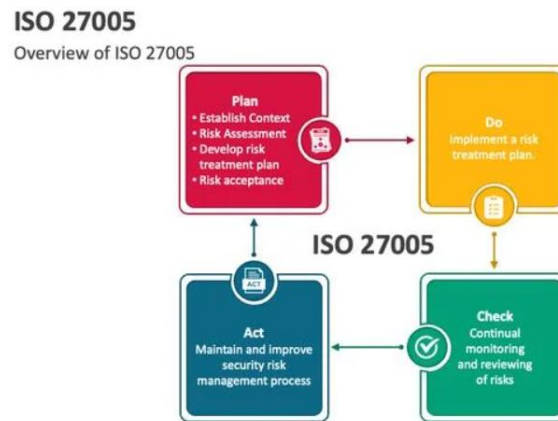 ISO 27005
Overview of ISO 27005
Plan
• Establish Context
• Risk Assessment
• Develop risk
treatment plan
• Risk acceptance
Do
Implement a risk
treatment plan.
ISO 27005
Act
Maintain and improve
security risk
management process
ACT
Check
Continual
monitoring
and reviewing
of risks